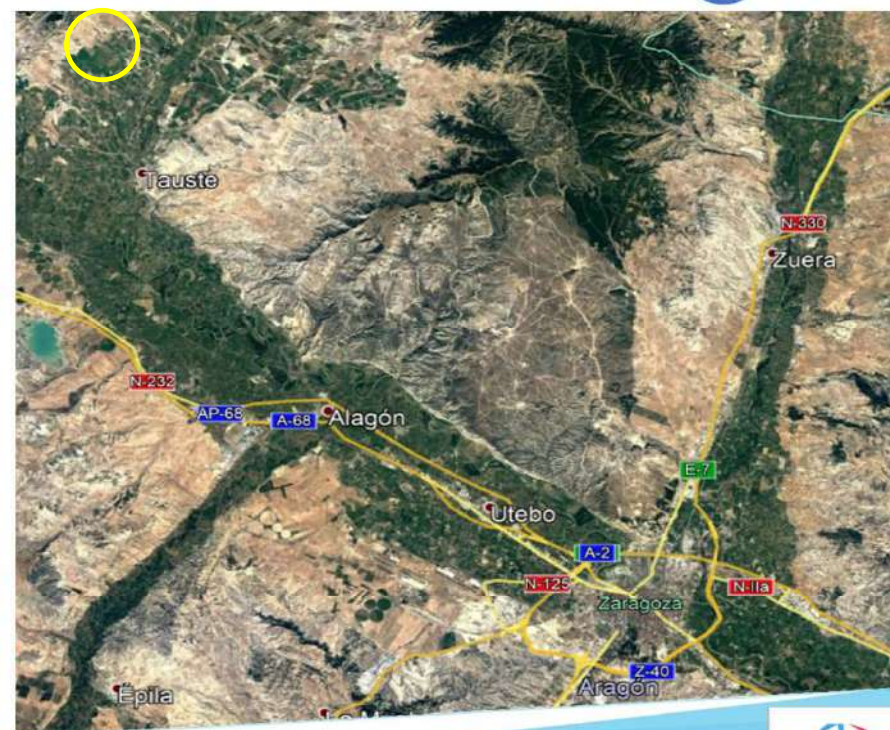 Tauste
N-330
Zuera
N-232
AP-68
A-68
Alagón
E-7
Utebo
A-2
N-125
N-IIa
Zaragoza
Z-40
Aragón
Épila